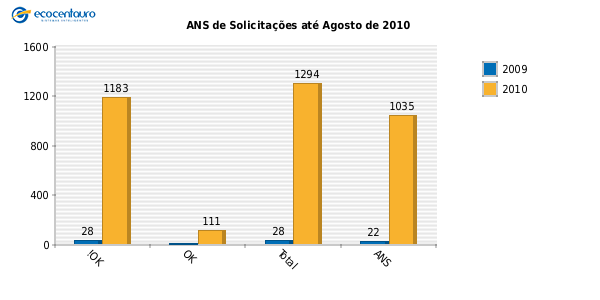 ecocentauro
ANS de Solicitações até Agosto de 2010
1600
1200
800
400
0
1183
28
111
1294
28
1035
22
!OK
OK
Total
ANS
2009
2010